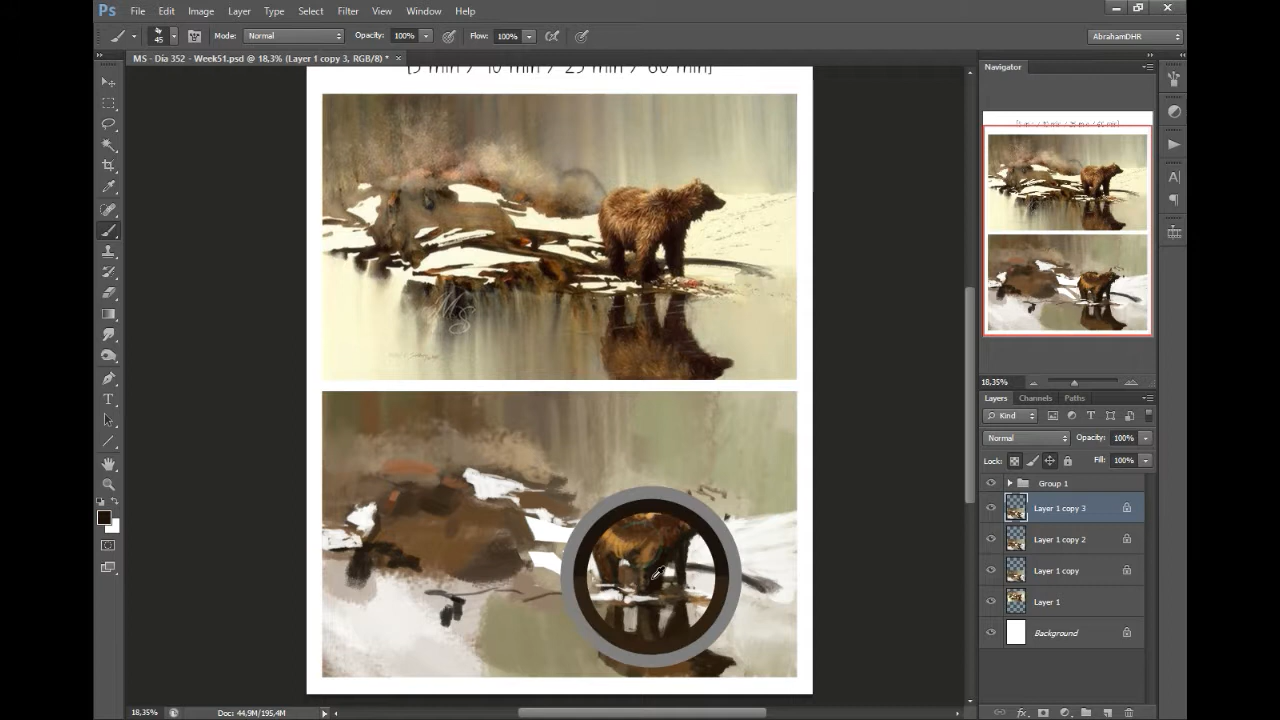 Ps File Edit Image Layer Type Select Filter View Window Help
45 Mode: Normal Opacity: 100% Flow: 100% AbrahamDHR
MS - Dia 352 - Week51.psd @ 18,3% (Layer 1 copy 3, RGB/8) *
[5 min / 10 min / 25 min / 60 min]
MS
Navigator
18,35%
Layers Channels Paths
Kind
Normal Opacity: 100%
Lock: Fill: 100%
Group 1
Layer 1 copy 3
Layer 1 copy 2
Layer 1 copy
Layer 1
Background
18,35% Doc: 44,9M/195,4M